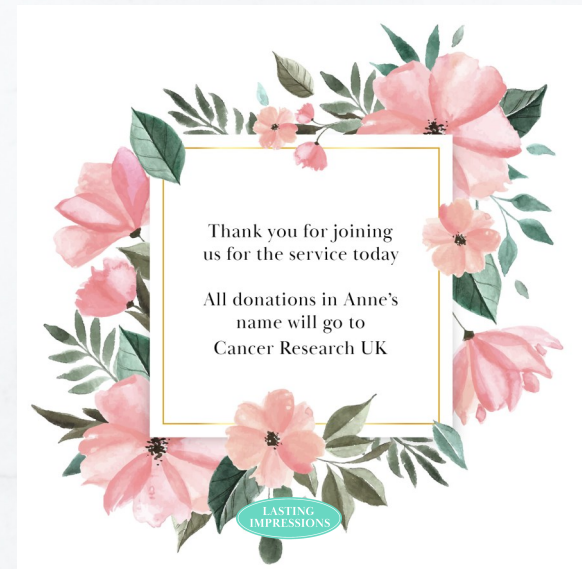 Thank you for joining
us for the service today
All donations in Anne's
name will go to
Cancer Research UK
LASTING
IMPRESSIONS